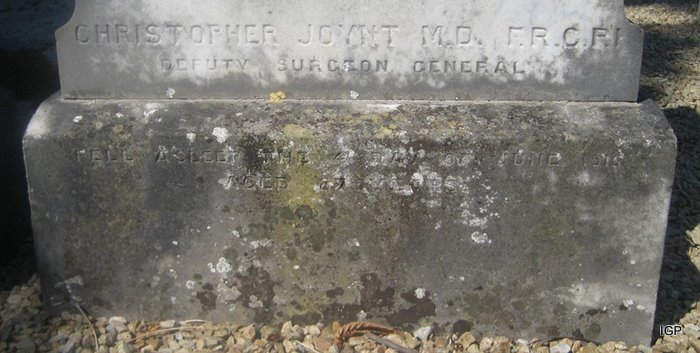 CHRISTOPHER JOYNT M.D. F.R.C.P.I
DEPUTY SURGEON GENERAL
FELL ASLEEP THE DAY OF JUNE
AGED YEARS
IGP